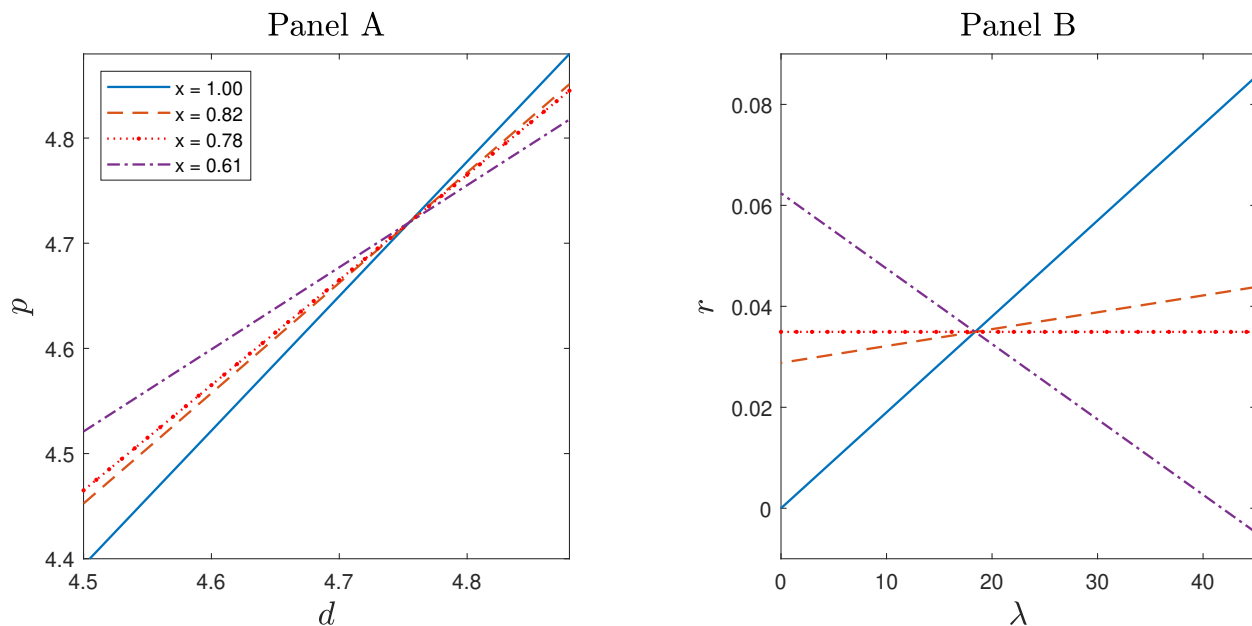 Panel A
x = 1.00
x = 0.82
x = 0.78
x = 0.61
4.8
4.7
4.6
4.5
4.4
p
4.5 4.6 4.7 4.8
d
Panel B
0.08
0.06
0.04
0.02
0
r
0 10 20 30 40
λ